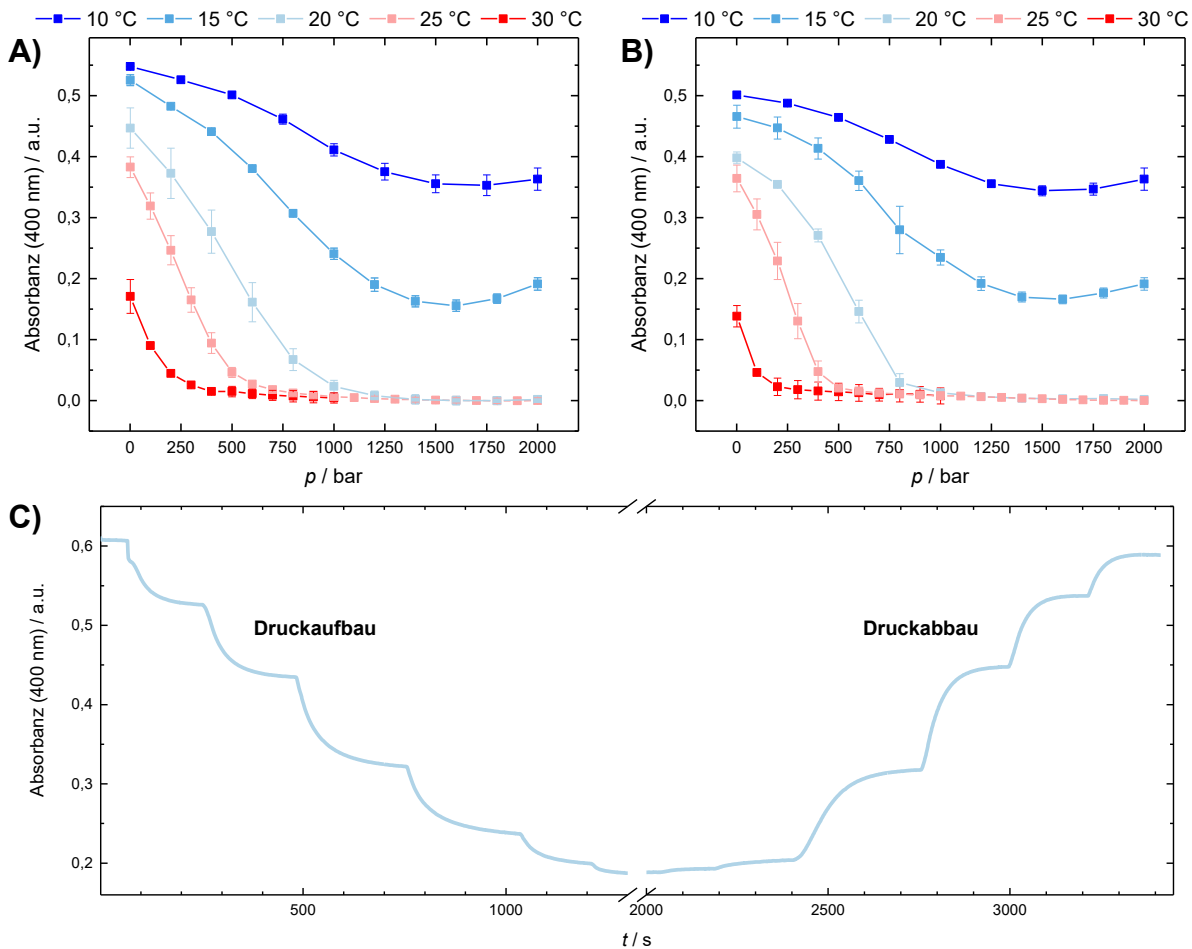 10 °C 15 °C 20 °C 25 °C 30 °C
A)
Absorbanz (400 nm) / a.u.
0,5
0,4
0,3
0,2
0,1
0,0
0 250 500 750 1000 1250 1500 1750 2000
p / bar
10 °C 15 °C 20 °C 25 °C 30 °C
B)
Absorbanz (400 nm) / a.u.
0,5
0,4
0,3
0,2
0,1
0,0
0 250 500 750 1000 1250 1500 1750 2000
p / bar
C)
Absorbanz (400 nm) / a.u.
0,6
0,5
0,4
0,3
0,2
Druckaufbau
Druckabbau
500 1000 2000 2500 3000
t / s